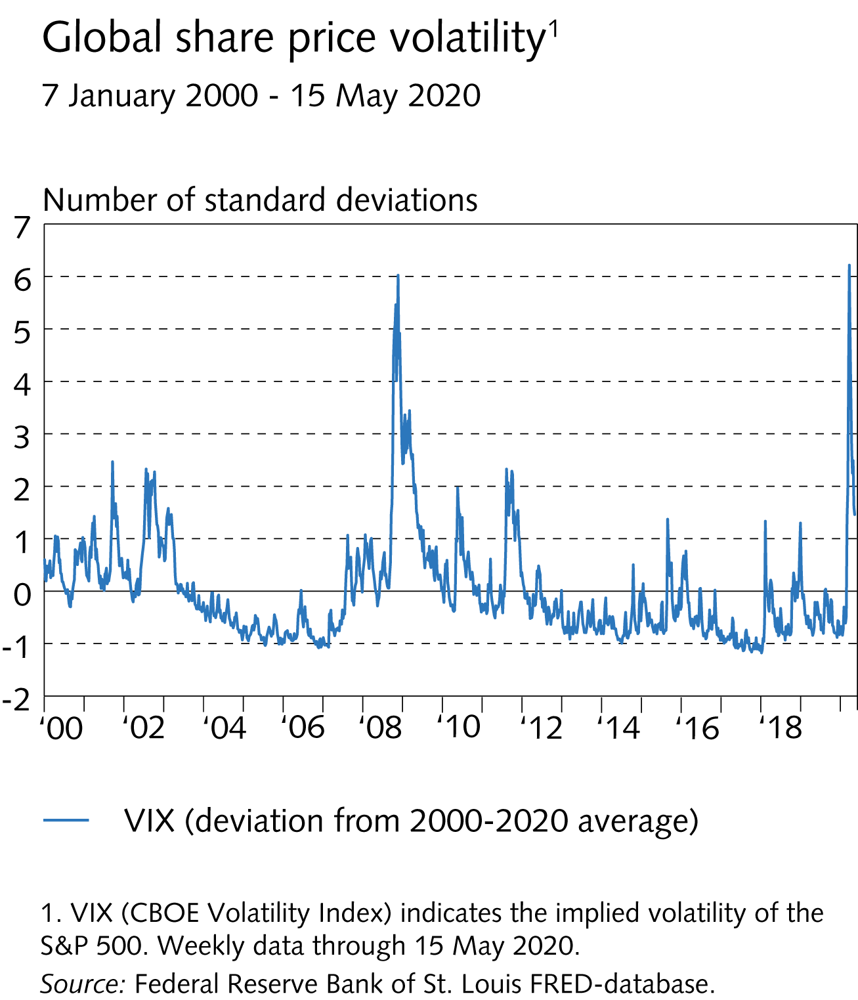 Global share price volatility¹
7 January 2000 - 15 May 2020
Number of standard deviations
7
6
5
4
3
2
1
0
-1
-2
‘00 ‘02 ‘04 ‘06 ‘08 ‘10 ‘12 ‘14 ‘16 ‘18
VIX (deviation from 2000-2020 average)
1. VIX (CBOE Volatility Index) indicates the implied volatility of the
S&P 500. Weekly data through 15 May 2020.
Source: Federal Reserve Bank of St. Louis FRED-database.